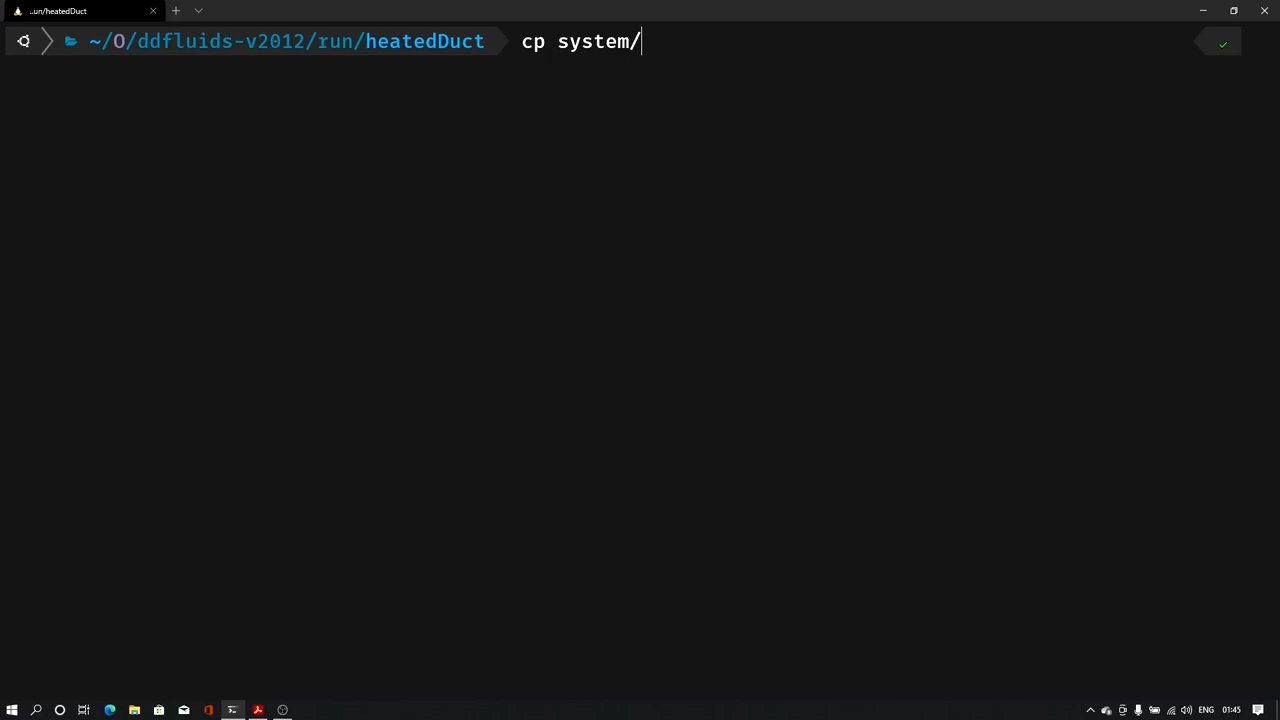 ..un/heatedDuct
~/O/ddfluids-v2012/run/heatedDuct cp system/
ENG 01:45